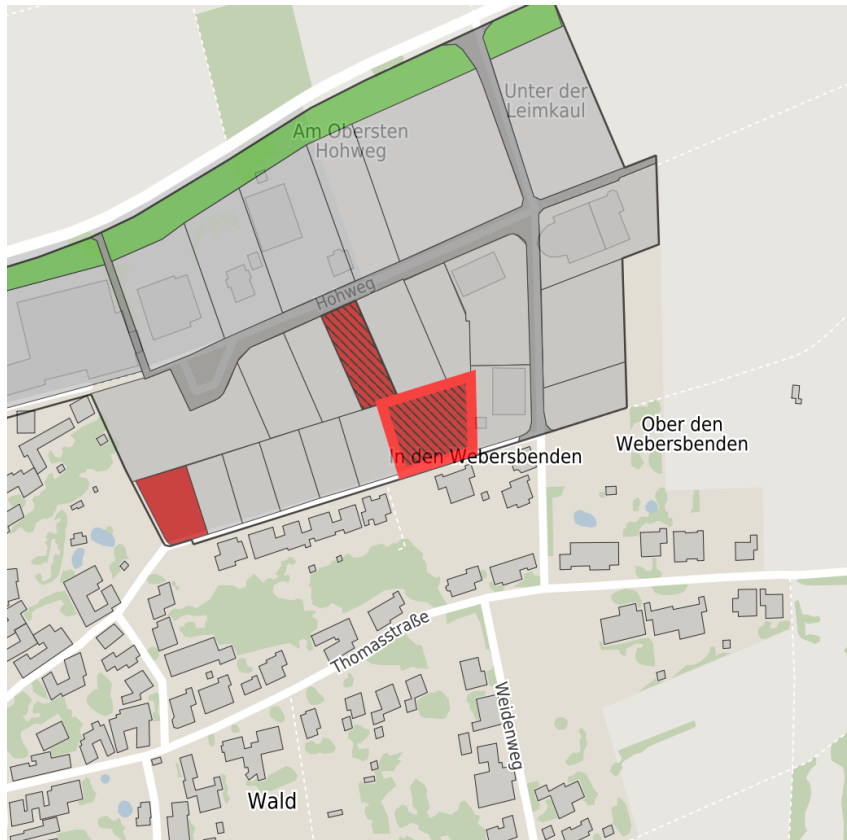 Unter der
Leimkaul
Am Obersten
Hohweg
Hohweg
Ober den
Webersbenden
In den Webersbenden
Thomasstraße
Weidenweg
Wald